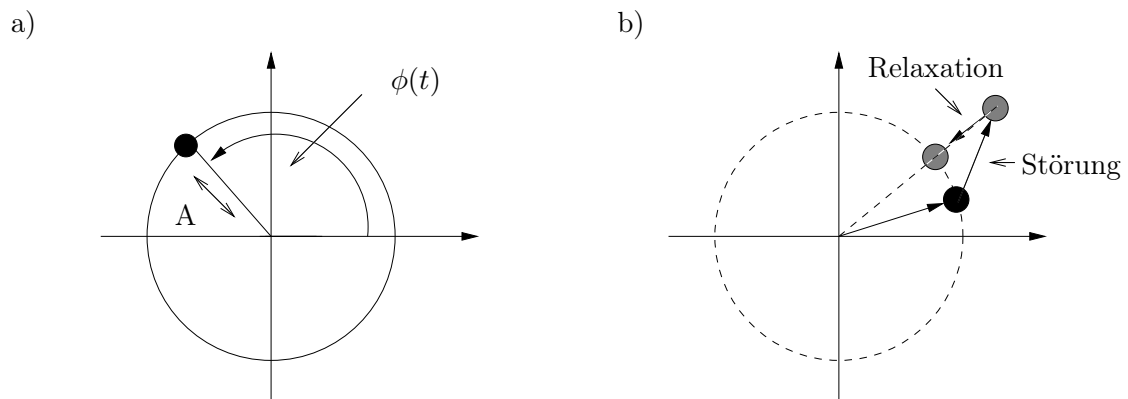 a)
ϕ(t)
A
b)
Relaxation
Störung